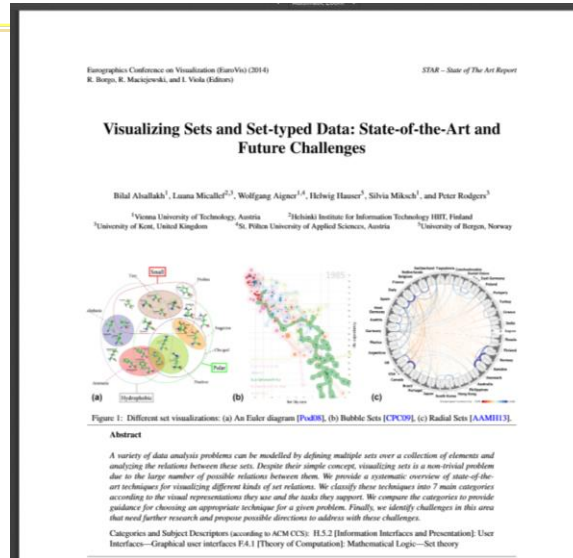 Eurographics Conference on Visualization (EuroVis) (2014)
R. Borgo, R. Maciejewski, and I. Viola (Editors)
STAR – State of The Art Report
Visualizing Sets and Set-typed Data: State-of-the-Art and
Future Challenges
Bilal Alsallakh1, Luana Micallef2,3, Wolfgang Aigner1,4, Helwig Hauser5, Silvia Miksch1, and Peter Rodgers3
1Vienna University of Technology, Austria 2Helsinki Institute for Information Technology HIIT, Finland
3University of Kent, United Kingdom 4St. Pölten University of Applied Sciences, Austria 5University of Bergen, Norway
Small
Polar
Hydrophobic
1985
(a) (b) (c)
Figure 1: Different set visualizations: (a) An Euler diagram [Pod08], (b) Bubble Sets [CPC09], (c) Radial Sets [AAMH13].
Abstract
A variety of data analysis problems can be modelled by defining multiple sets over a collection of elements and
analyzing the relations between these sets. Despite their simple concept, visualizing sets is a non-trivial problem
due to the large number of possible relations between them. We provide a systematic overview of state-of-the-
art techniques for visualizing different kinds of set relations. We classify these techniques into 7 main categories
according to the visual representations they use and the tasks they support. We compare the categories to provide
guidance for choosing an appropriate technique for a given problem. Finally, we identify challenges in this area
that need further research and propose possible directions to address with these challenges.
Categories and Subject Descriptors (according to ACM CCS): H.5.2 [Information Interfaces and Presentation]: User
Interfaces—Graphical user interfaces F.4.1 [Theory of Computation]: Mathematical Logic—Set theory